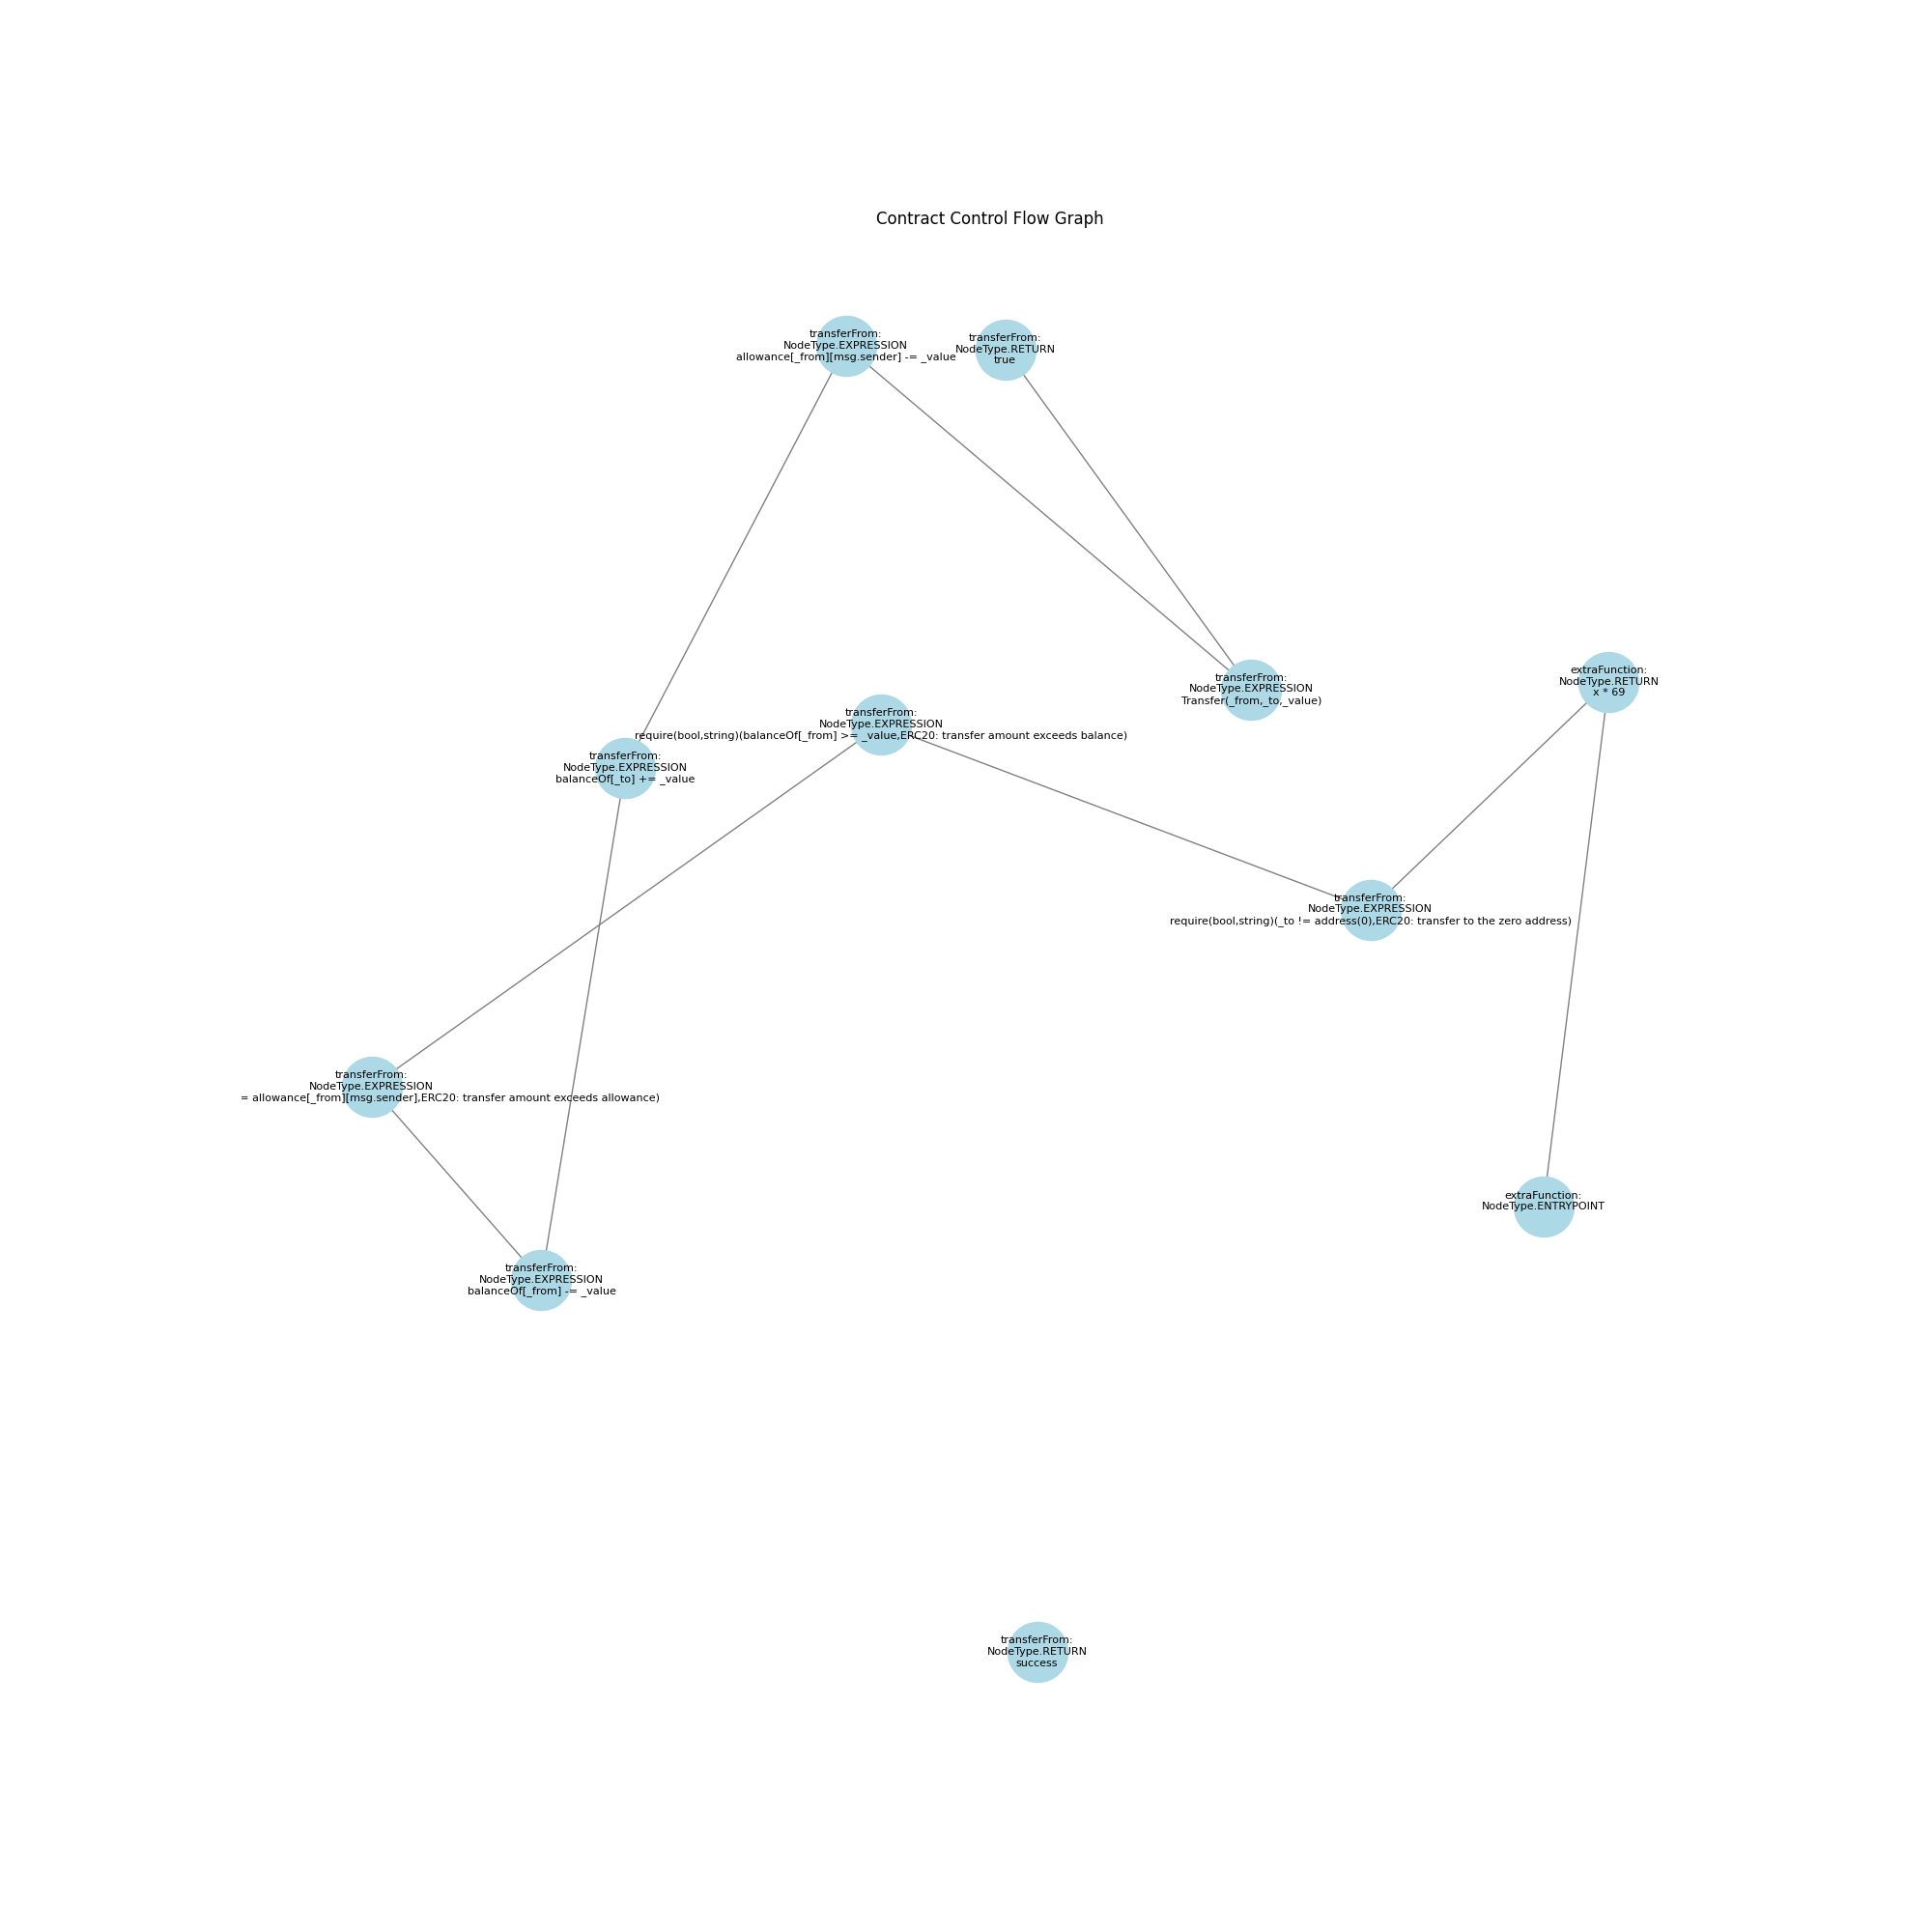 Contract Control Flow Graph
transferFrom:
NodeType.EXPRESSION
allowance[_from][msg.sender] -= _value
transferFrom:
NodeType.RETURN
true
extraFunction:
NodeType.RETURN
x * 69
transferFrom:
NodeType.EXPRESSION
Transfer(_from,_to,_value)
transferFrom:
NodeType.EXPRESSION
require(bool,string)(balanceOf[_from] >= _value,ERC20: transfer amount exceeds balance)
transferFrom:
NodeType.EXPRESSION
balanceOf[_to] += _value
transferFrom:
NodeType.EXPRESSION
require(bool,string)(_to != address(0),ERC20: transfer to the zero address)
transferFrom:
NodeType.EXPRESSION
= allowance[_from][msg.sender],ERC20: transfer amount exceeds allowance)
extraFunction:
NodeType.ENTRYPOINT
transferFrom:
NodeType.EXPRESSION
balanceOf[_from] -= _value
transferFrom:
NodeType.RETURN
success